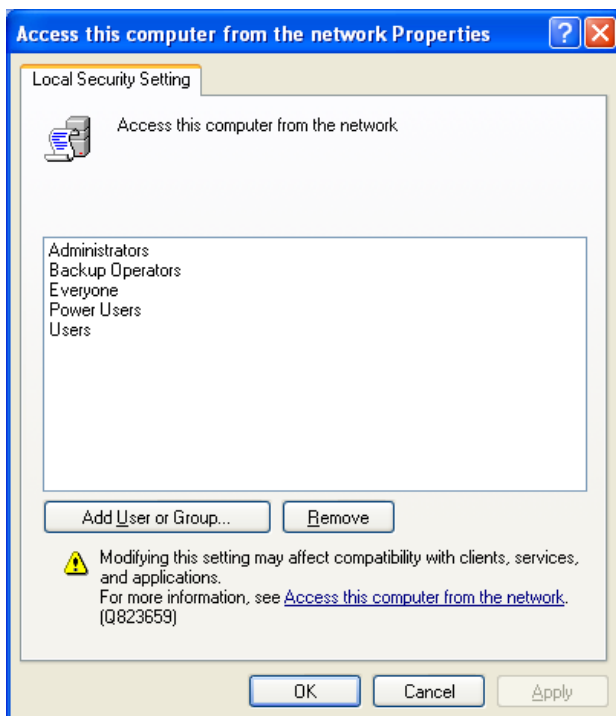 Access this computer from the network Properties
?
X
Local Security Setting
Access this computer from the network
Administrators
Backup Operators
Everyone
Power Users
Users
Add User or Group...
Remove
Modifying this setting may affect compatibility with clients, services,
and applications.
For more information, see Access this computer from the network.
(Q823659)
OK
Cancel
Apply